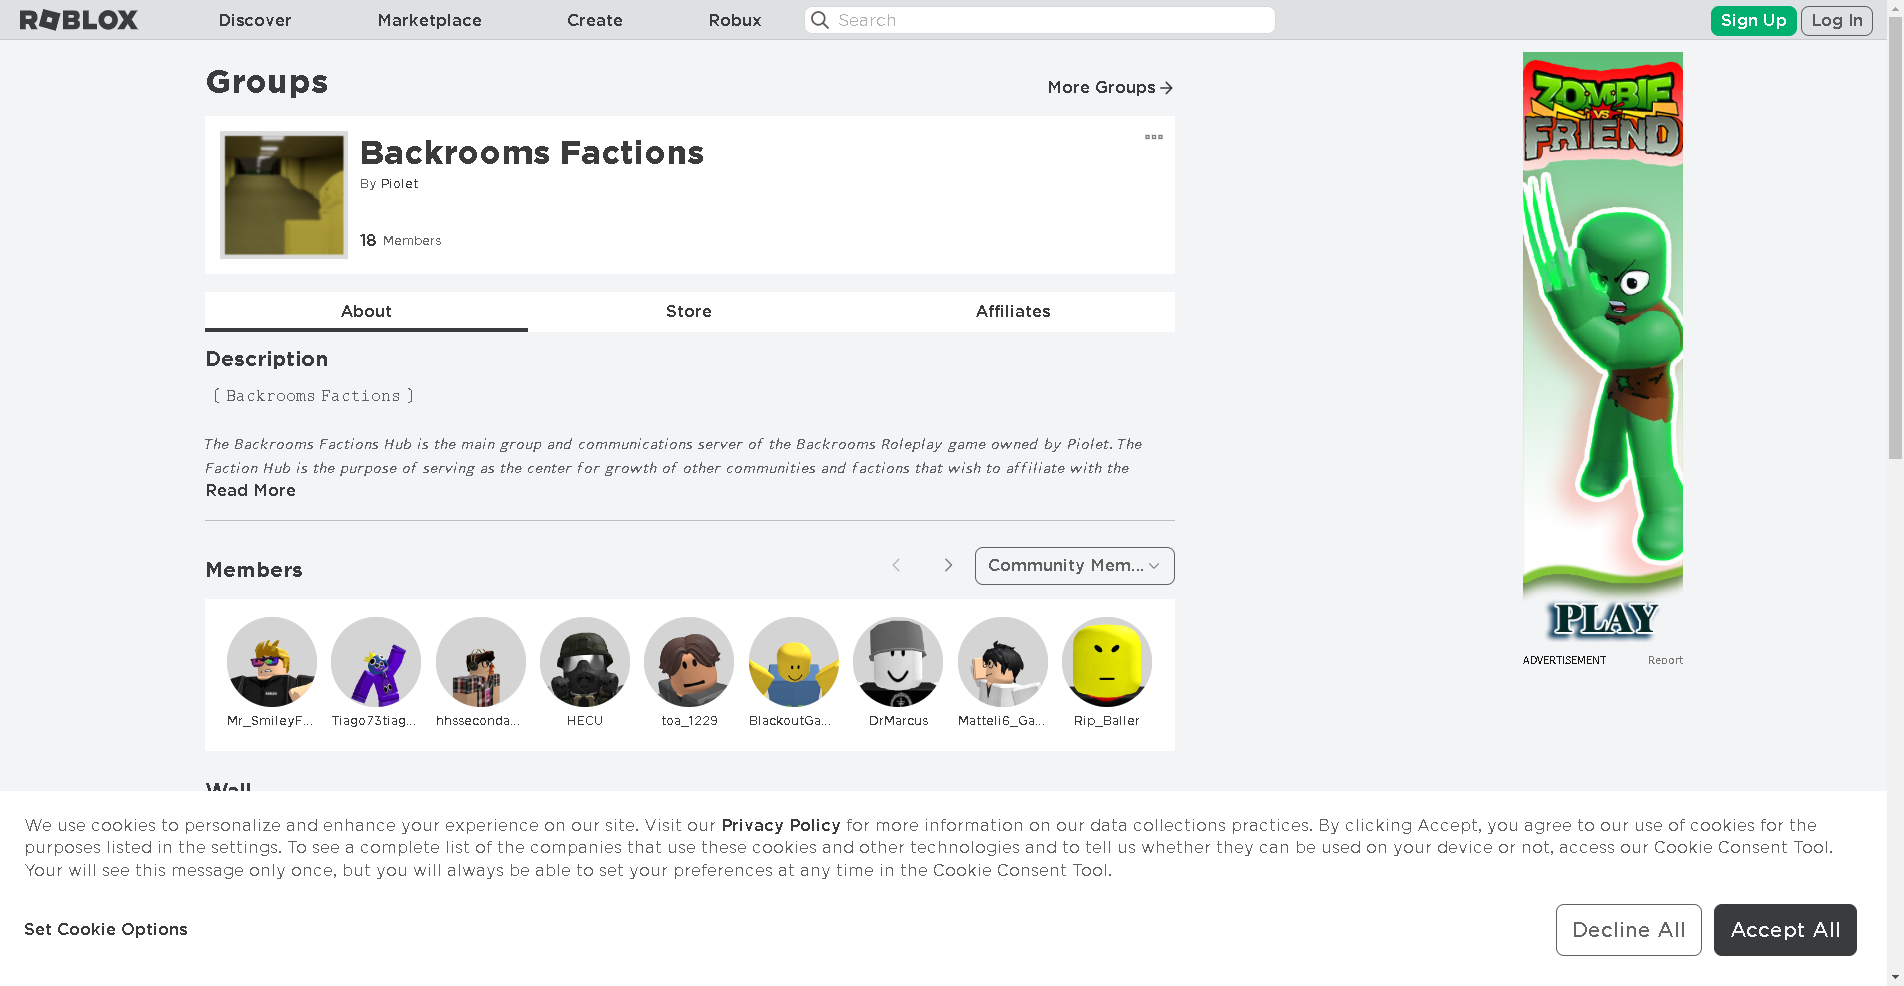 ROBLOX Discover Marketplace Create Robux Search Sign Up Log In
Groups
More Groups
Backrooms Factions
By Piolet
18 Members
About Store Affiliates
Description
〔 Backrooms Factions 〕
The Backrooms Factions Hub is the main group and communications server of the Backrooms Roleplay game owned by Piolet. The
Faction Hub is the purpose of serving as the center for growth of other communities and factions that wish to affiliate with the
Read More
Members
Community Mem...
Mr_SmileyF... Tiago73tiag... hhsseconda... HECU toa_1229 BlackoutGa... DrMarcus Matteli6_Ga... Rip_Baller
Wall
ZOMBIE
VS
FRIEND
PLAY
ADVERTISEMENT Report
We use cookies to personalize and enhance your experience on our site. Visit our Privacy Policy for more information on our data collections practices. By clicking Accept, you agree to our use of cookies for the
purposes listed in the settings. To see a complete list of the companies that use these cookies and other technologies and to tell us whether they can be used on your device or not, access our Cookie Consent Tool.
Your will see this message only once, but you will always be able to set your preferences at any time in the Cookie Consent Tool.
Set Cookie Options
Decline All Accept All